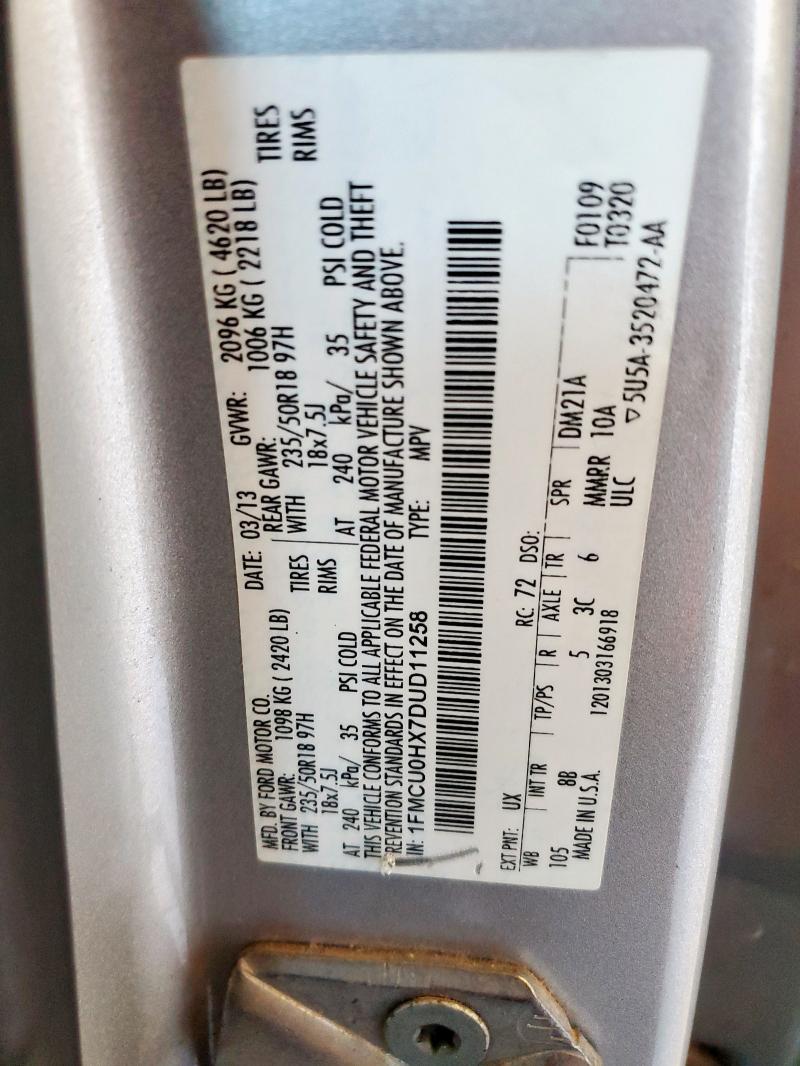 MFD. BY FORD MOTOR CO.
DATE: 03/13 GVWR: 2096 KG ( 4620 LB)
FRONT GAWR: 1098 KG ( 2420 LB)
REAR GAWR: 1006 KG ( 2218 LB)
WITH 235/50R18 97H TIRES
WITH 235/50R18 97H TIRES
18x7.5J RIMS
18x7.5J RIMS
AT 240 kPa/ 35 PSI COLD
AT 240 kPa/ 35 PSI COLD
THIS VEHICLE CONFORMS TO ALL APPLICABLE FEDERAL MOTOR VEHICLE SAFETY AND THEFT
REVENTION STANDARDS IN EFFECT ON THE DATE OF MANUFACTURE SHOWN ABOVE.
IN: 1FMCU0HX7DUD11258 TYPE: MPV
EXT PNT: UX RC: 72 DSO:
WB INT TR TP/PS R AXLE TR SPR DM21A F0109
105 8B 5 3C 6 MMRR 10A T0320
MADE IN U.S.A. 1201303166918 ULC
▽5U5A-3520472-AA